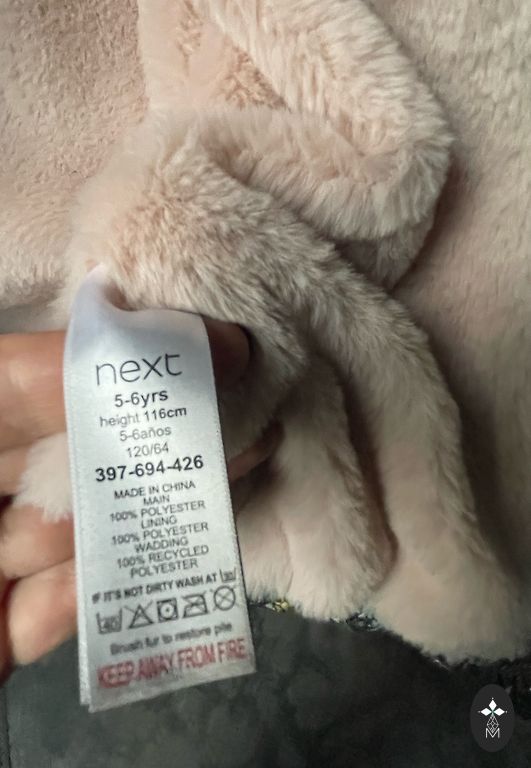 next
5-6yrs
height 116cm
5-6años
120/64
397-694-426
MADE IN CHINA
MAIN
100% POLYESTER
LINING
100% POLYESTER
WADDING
100% RECYCLED
POLYESTER
IF IT'S NOT DIRTY WASH AT 30
40
Brush fur to restore pile
KEEP AWAY FROM FIRE
M